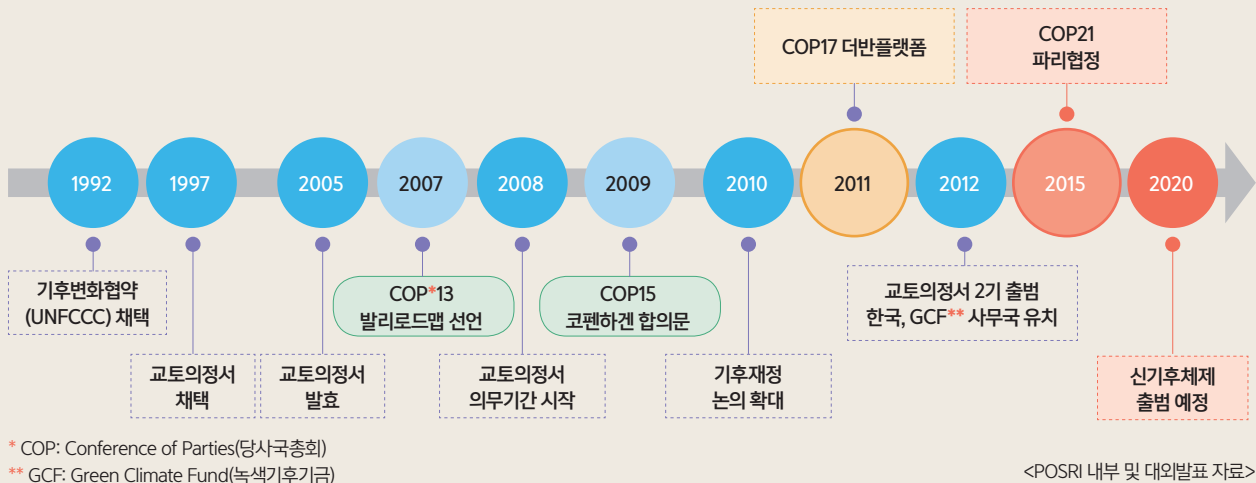 COP17 더반플랫폼
COP21
파리협정
1992
1997
2005
2007
2008
2009
2010
2011
2012
2015
2020
기후변화협약
(UNFCCC) 채택
교토의정서
채택
교토의정서
발효
COP*13
발리로드맵 선언
교토의정서
의무기간 시작
COP15
코펜하겐 합의문
기후재정
논의 확대
교토의정서 2기 출범
한국, GCF** 사무국 유치
신기후체제
출범 예정
* COP: Conference of Parties(당사국총회)
** GCF: Green Climate Fund(녹색기후기금)
<POSRI 내부 및 대외발표 자료>